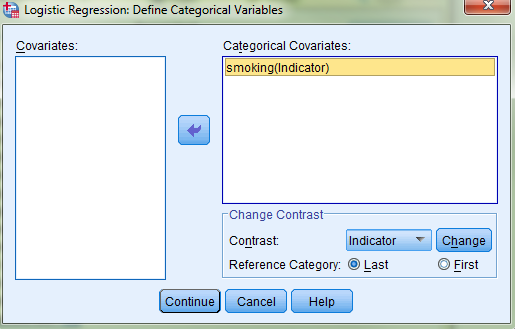 Logistic Regression: Define Categorical Variables
Covariates:
Categorical Covariates:
smoking(Indicator)
Change Contrast
Contrast: Indicator Change
Reference Category: Last First
Continue Cancel Help